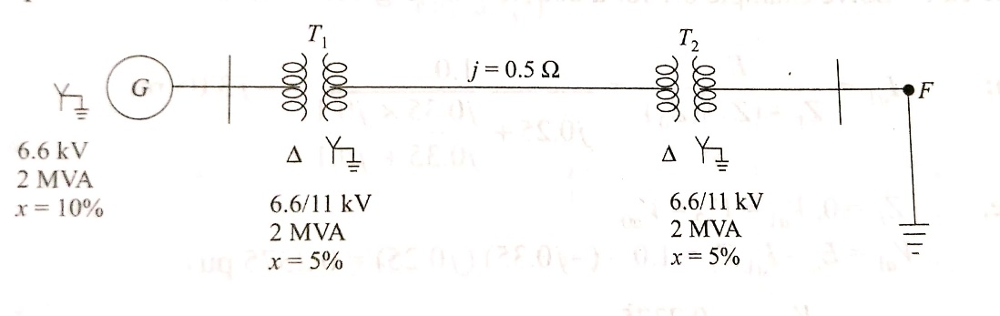 T₁
T₂
G
j = 0.5 Ω
F
Δ
Δ
6.6 kV
2 MVA
x = 10%
6.6/11 kV
2 MVA
x = 5%
6.6/11 kV
2 MVA
x = 5%